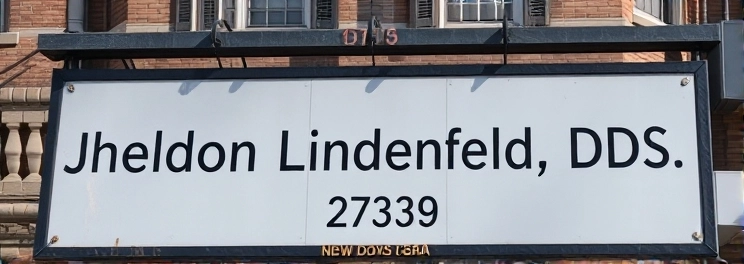 Jheldon Lindenfeld, DDS.
27339